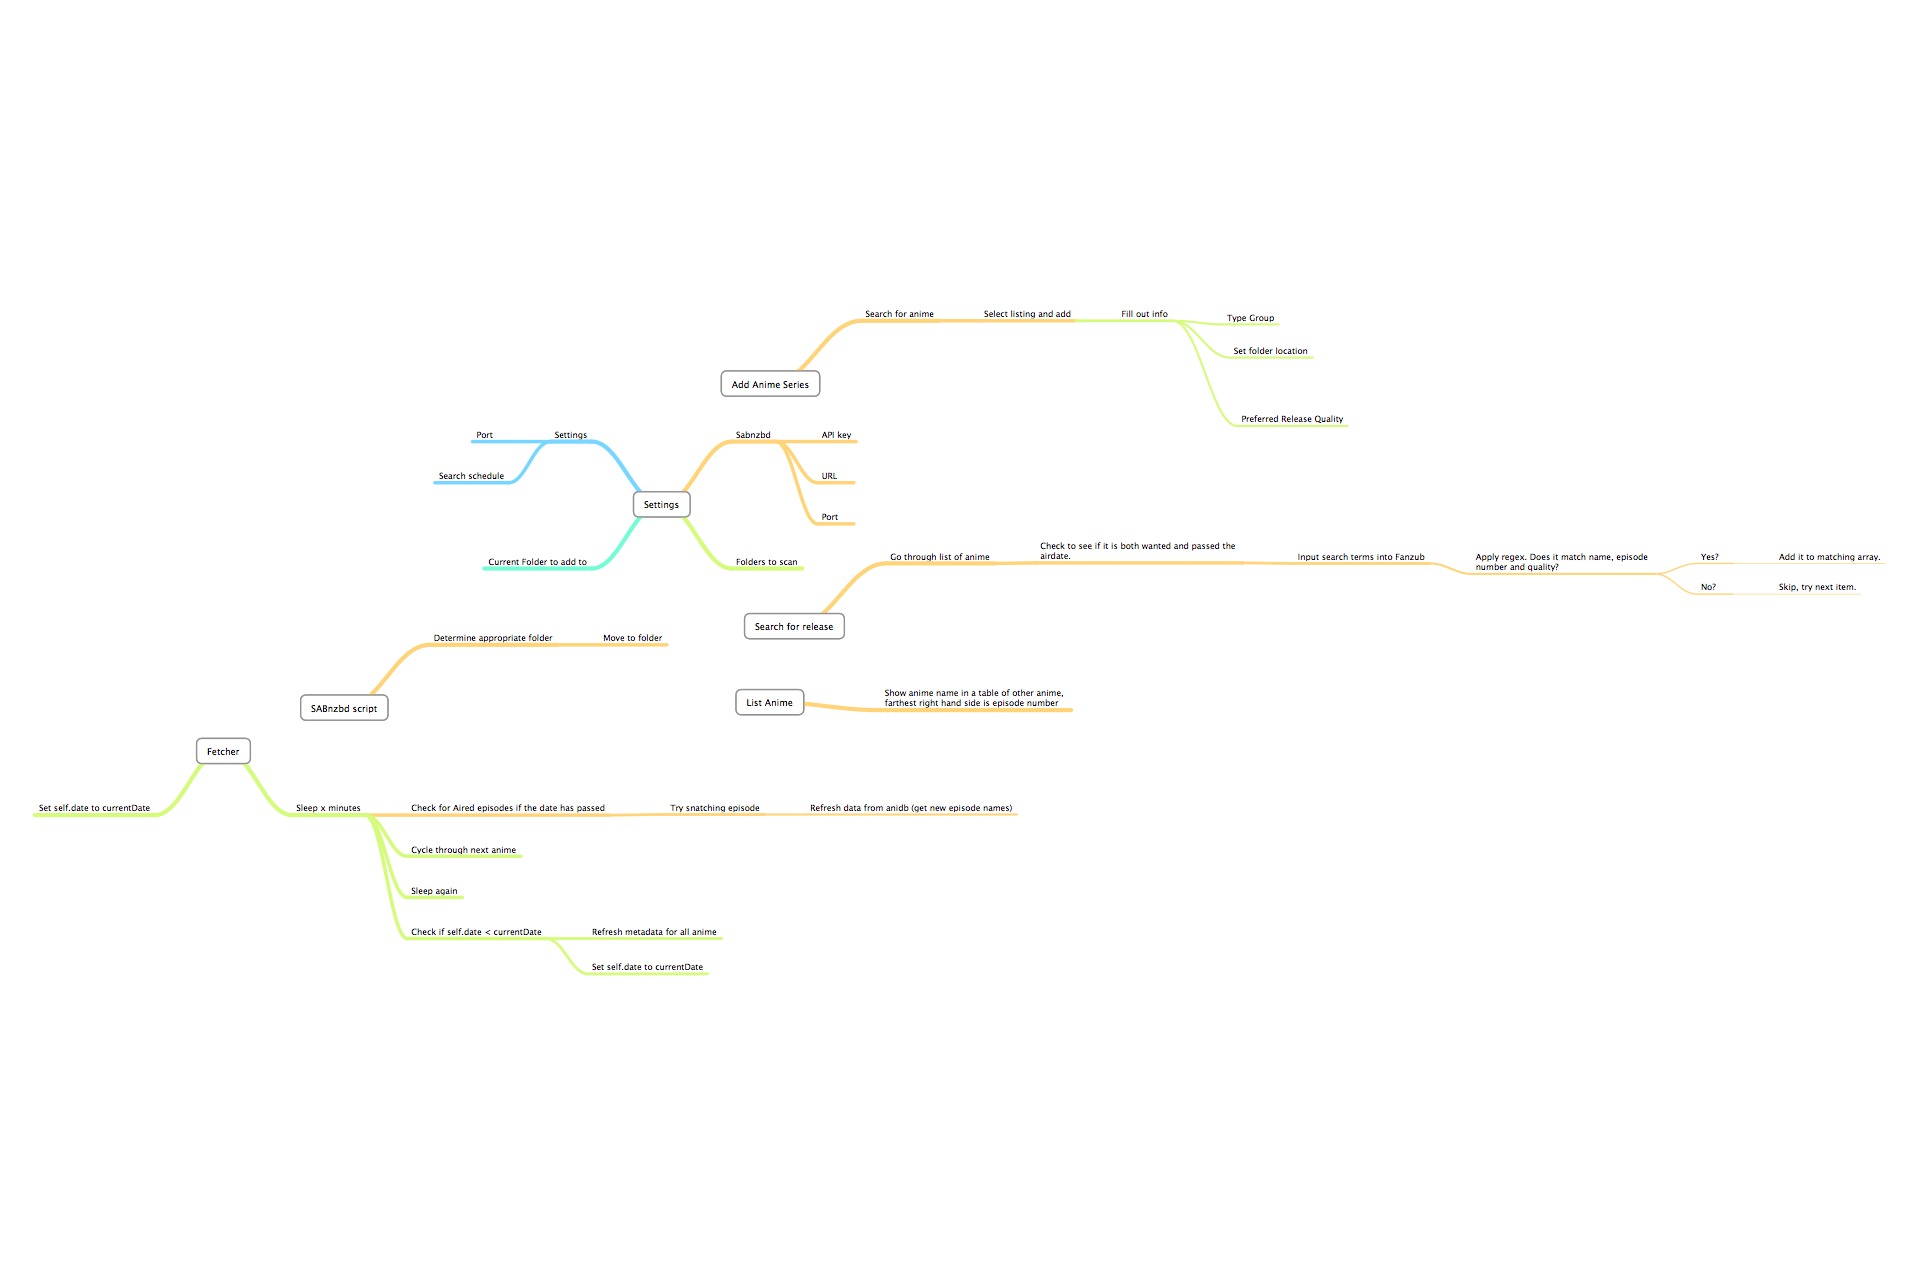 Search for anime
Select listing and add
Fill out info
Type Group
Set folder location
Preferred Release Quality
Add Anime Series
Port
Settings
Search schedule
Sabnzbd
API key
URL
Port
Settings
Current Folder to add to
Folders to scan
Go through list of anime
Check to see if it is both wanted and passed the
airdate.
Input search terms into Fanzub
Apply regex. Does it match name, episode
number and quality?
Yes?
Add it to matching array.
No?
Skip, try next item.
Search for release
Determine appropriate folder
Move to folder
SABnzbd script
List Anime
Show anime name in a table of other anime,
farthest right hand side is episode number
Fetcher
Set self.date to currentDate
Sleep x minutes
Check for Aired episodes if the date has passed
Try snatching episode
Refresh data from anidb (get new episode names)
Cycle through next anime
Sleep again
Check if self.date < currentDate
Refresh metadata for all anime
Set self.date to currentDate